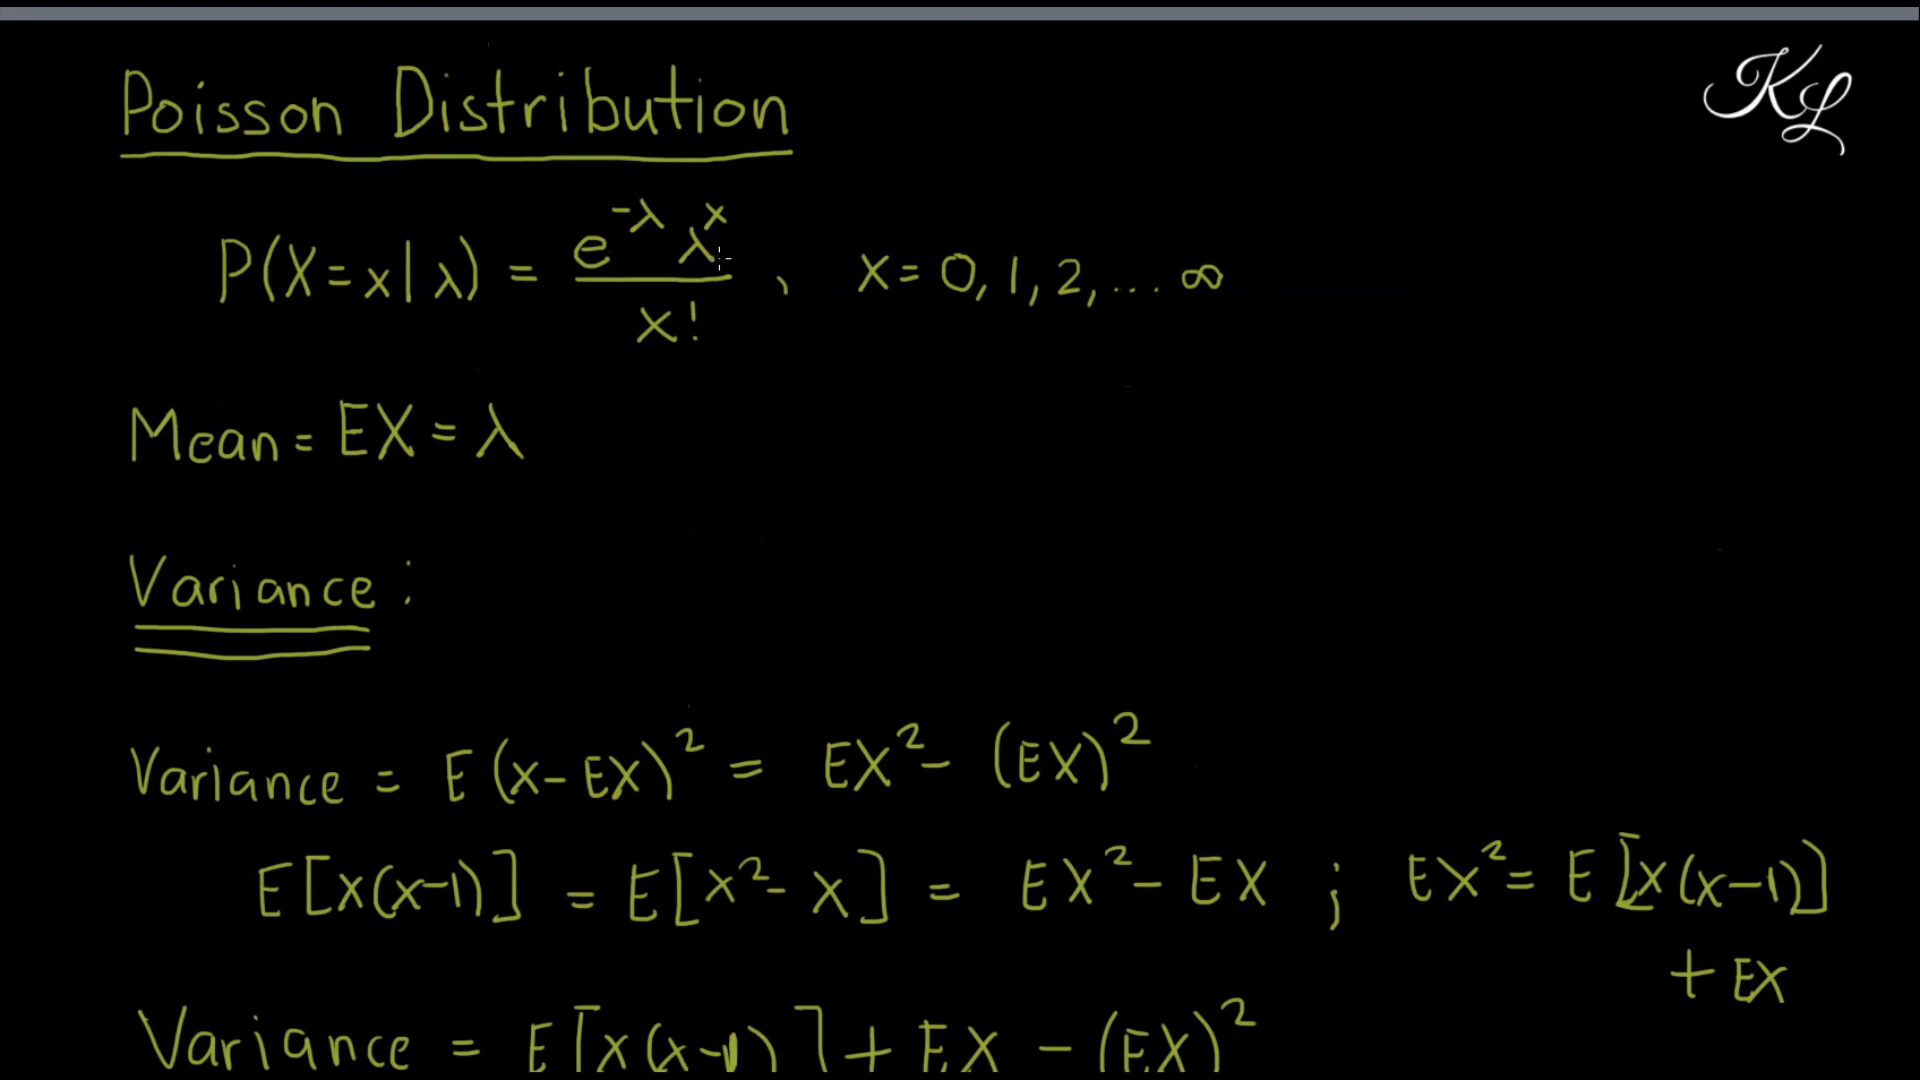 KL
Poisson Distribution
P(X=x|λ) = e^{-λ} λ^x / x! , x = 0, 1, 2, ... ∞
Mean = EX = λ
Variance :
Variance = E(x-EX)² = EX² - (EX)²
E[x(x-1)] = E[x² - x] = EX² - EX ; EX² = E[x(x-1)]
+ EX
Variance = E[x(x-1)] + EX - (EX)²